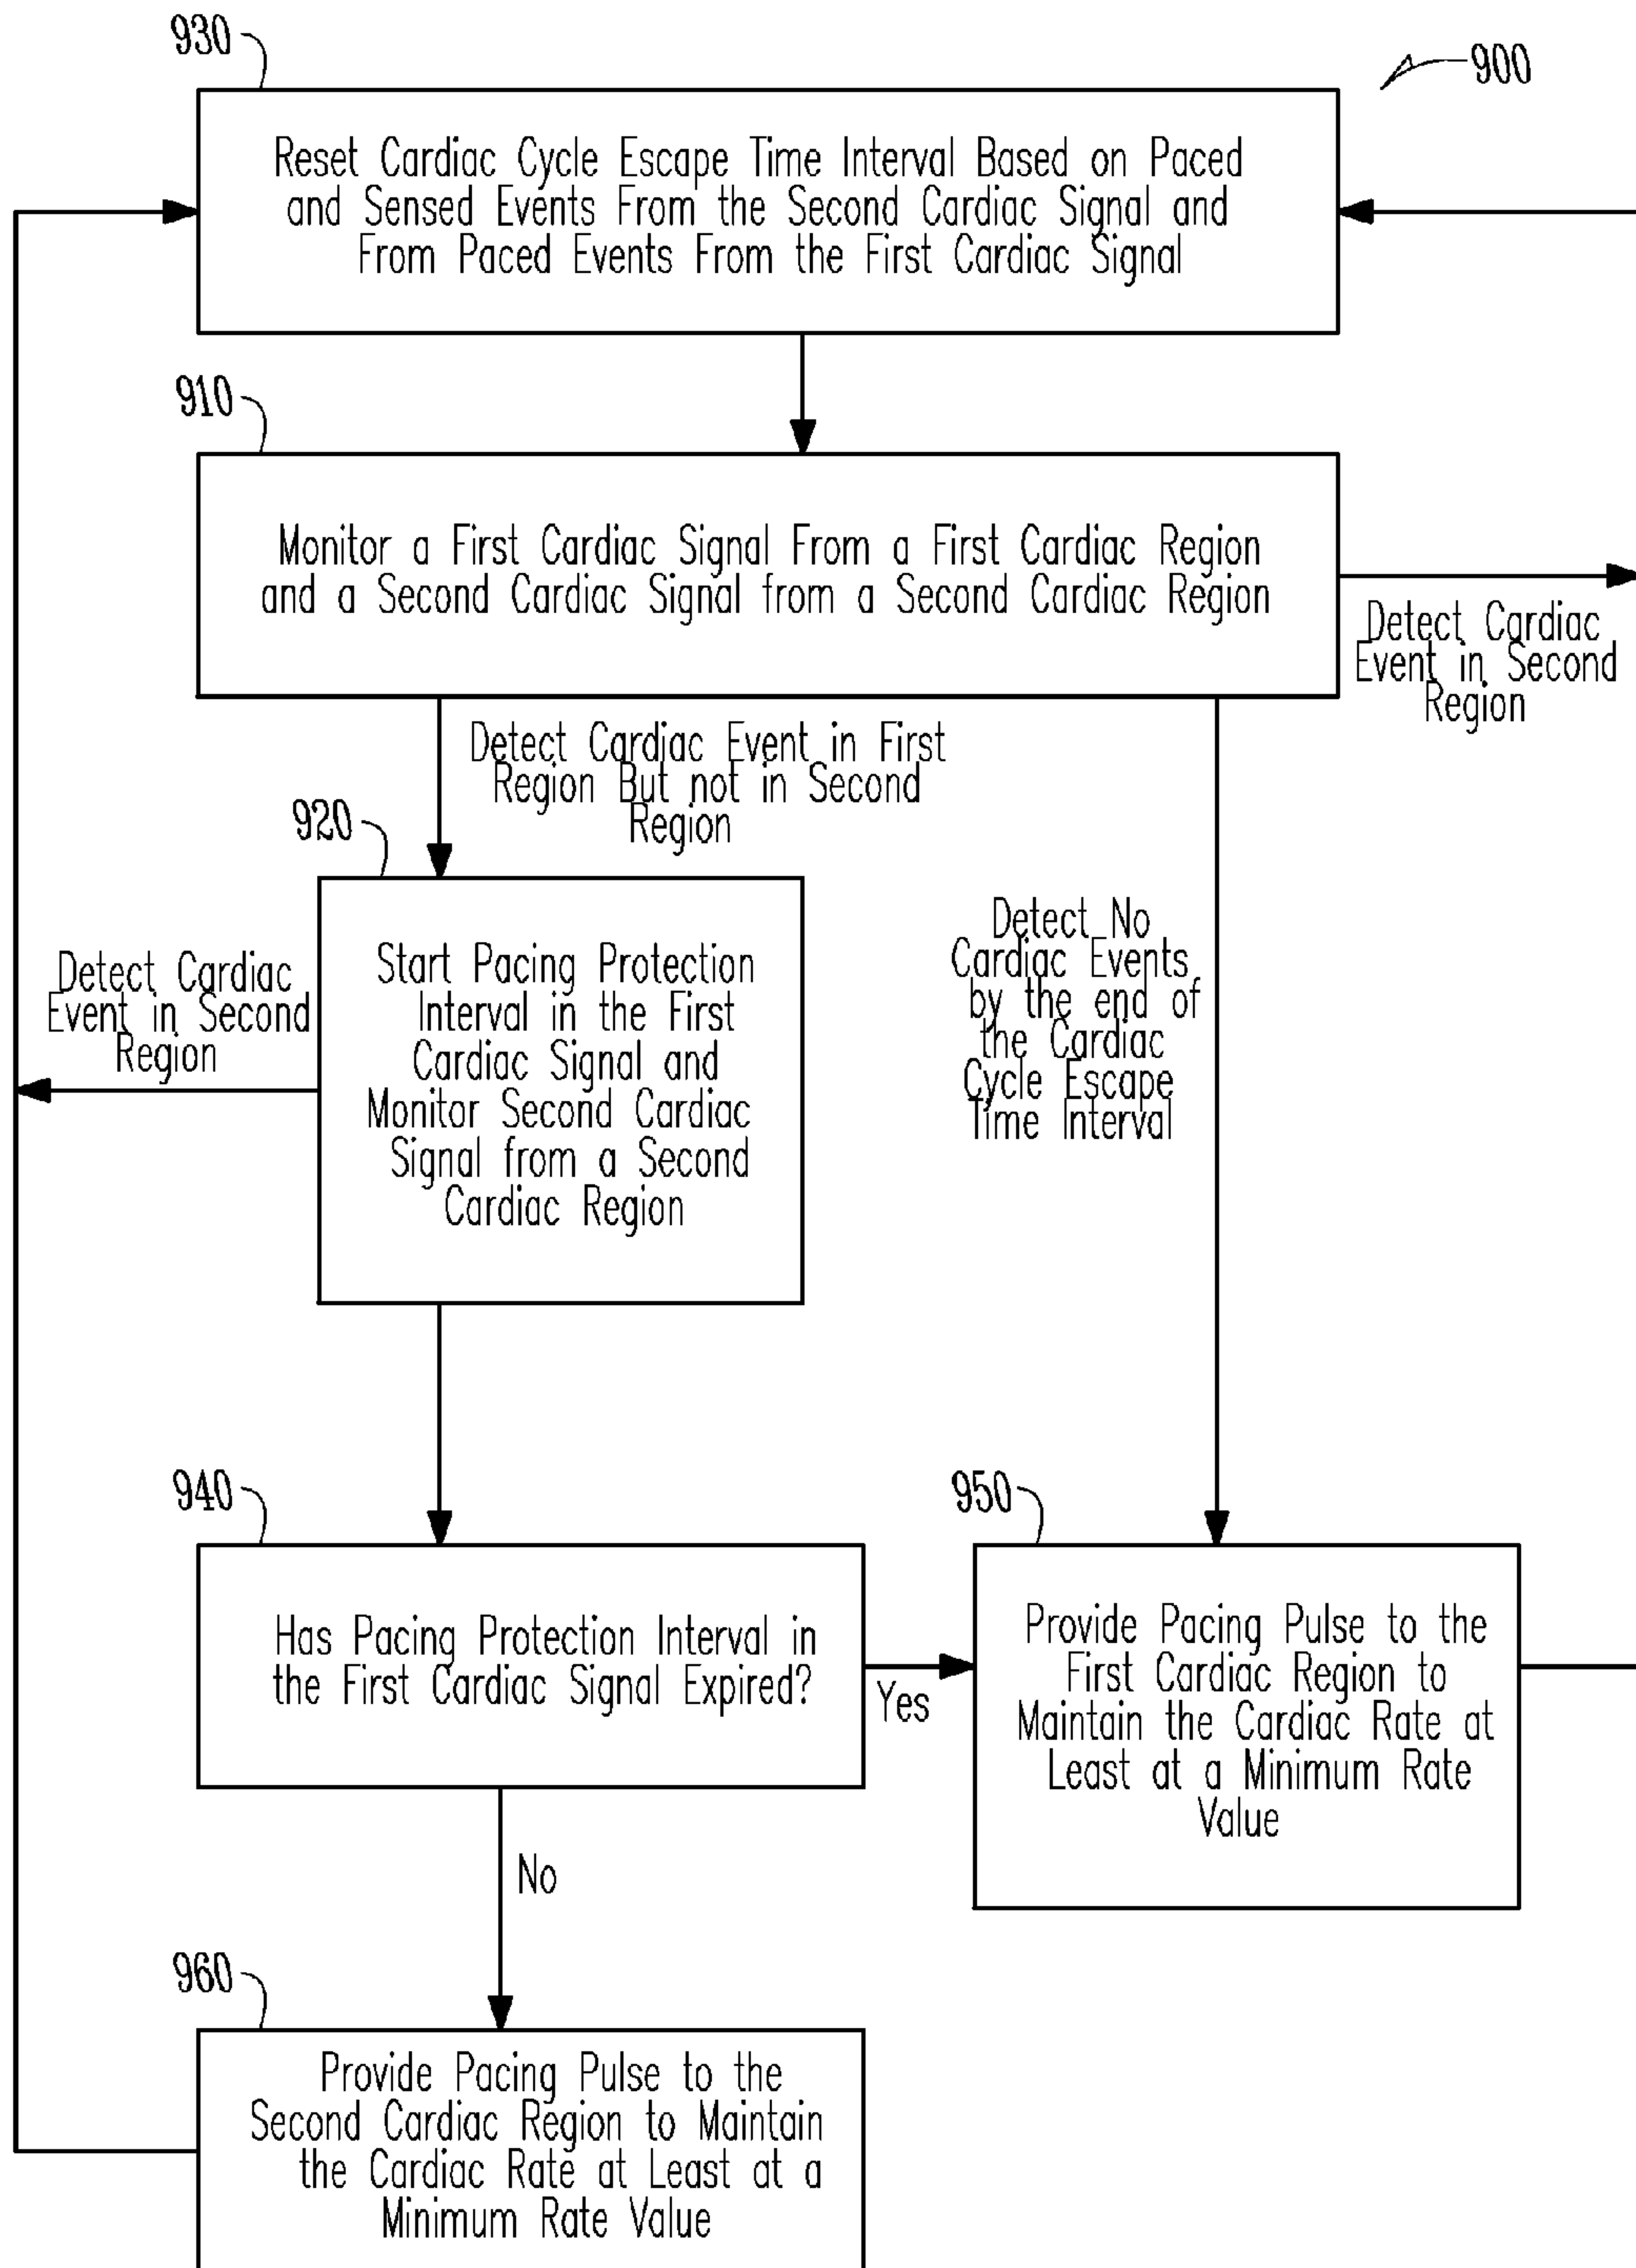 930
900
Reset Cardiac Cycle Escape Time Interval Based on Paced
and Sensed Events From the Second Cardiac Signal and
From Paced Events From the First Cardiac Signal
910
Monitor a First Cardiac Signal From a First Cardiac Region
and a Second Cardiac Signal from a Second Cardiac Region
Detect Cardiac
Event in Second
Region
Detect Cardiac Event in First
Region But not in Second
Region
920
Start Pacing Protection
Interval in the First
Cardiac Signal and
Monitor Second Cardiac
Signal from a Second
Cardiac Region
Detect Cardiac
Event in Second
Region
Detect No
Cardiac Events
by the end of
the Cardiac
Cycle Escape
Time Interval
940
Has Pacing Protection Interval in
the First Cardiac Signal Expired?
Yes
950
Provide Pacing Pulse to the
First Cardiac Region to
Maintain the Cardiac Rate at
Least at a Minimum Rate
Value
No
960
Provide Pacing Pulse to the
Second Cardiac Region to Maintain
the Cardiac Rate at Least at a
Minimum Rate Value